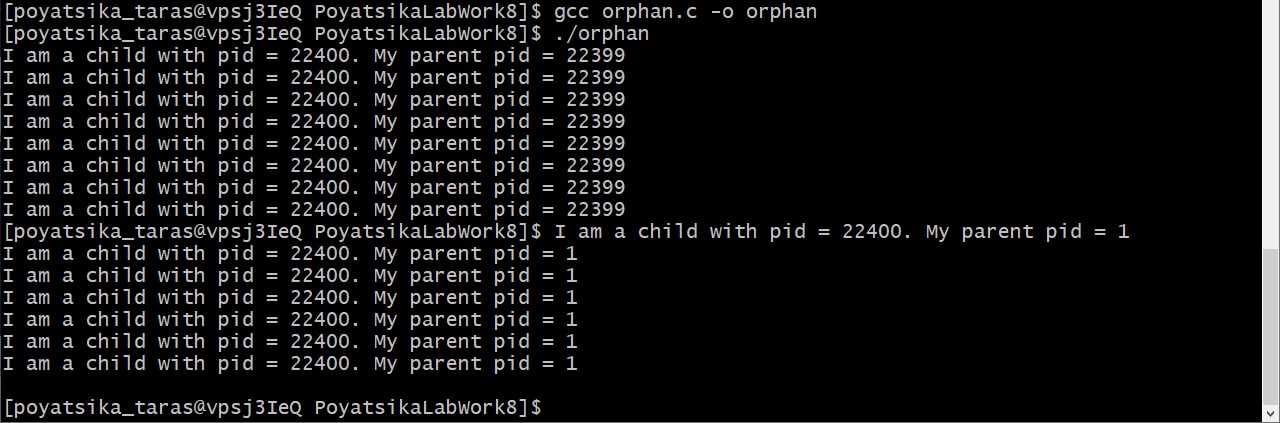 [poyatsika_taras@vpsj3IeQ PoyatsikaLabWork8]$ gcc orphan.c -o orphan
[poyatsika_taras@vpsj3IeQ PoyatsikaLabWork8]$ ./orphan
I am a child with pid = 22400. My parent pid = 22399
I am a child with pid = 22400. My parent pid = 22399
I am a child with pid = 22400. My parent pid = 22399
I am a child with pid = 22400. My parent pid = 22399
I am a child with pid = 22400. My parent pid = 22399
I am a child with pid = 22400. My parent pid = 22399
I am a child with pid = 22400. My parent pid = 22399
I am a child with pid = 22400. My parent pid = 22399
[poyatsika_taras@vpsj3IeQ PoyatsikaLabWork8]$ I am a child with pid = 22400. My parent pid = 1
I am a child with pid = 22400. My parent pid = 1
I am a child with pid = 22400. My parent pid = 1
I am a child with pid = 22400. My parent pid = 1
I am a child with pid = 22400. My parent pid = 1
I am a child with pid = 22400. My parent pid = 1
I am a child with pid = 22400. My parent pid = 1
[poyatsika_taras@vpsj3IeQ PoyatsikaLabWork8]$